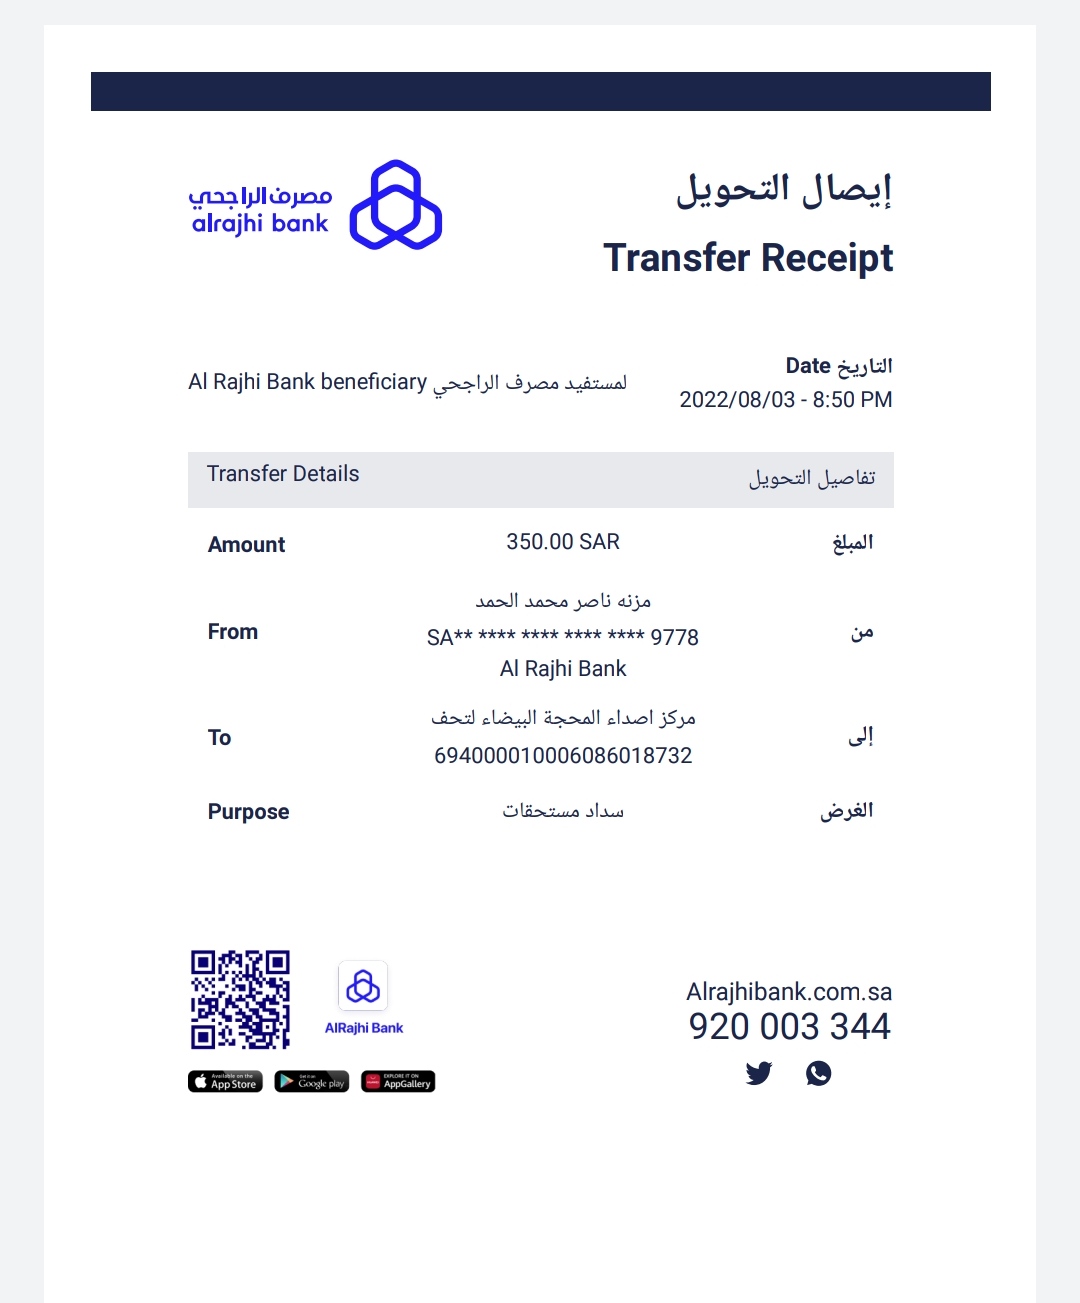 مصرف الراجحي
alrajhi bank
إيصال التحويل
Transfer Receipt
التاريخ Date
2022/08/03 - 8:50 PM
Al Rajhi Bank beneficiary لمستفيد مصرف الراجحي
Transfer Details تفاصيل التحويل
Amount 350.00 SAR المبلغ
مزنه ناصر محمد الحمد
From SA** **** **** **** **** 9778 من
Al Rajhi Bank
مركز اصداء المحجة البيضاء لتحف
To إلى
694000010006086018732
Purpose سداد مستحقات الغرض
AlRajhi Bank
Available on the App Store
Get it on Google play
EXPLORE IT ON AppGallery
Alrajhibank.com.sa
920 003 344